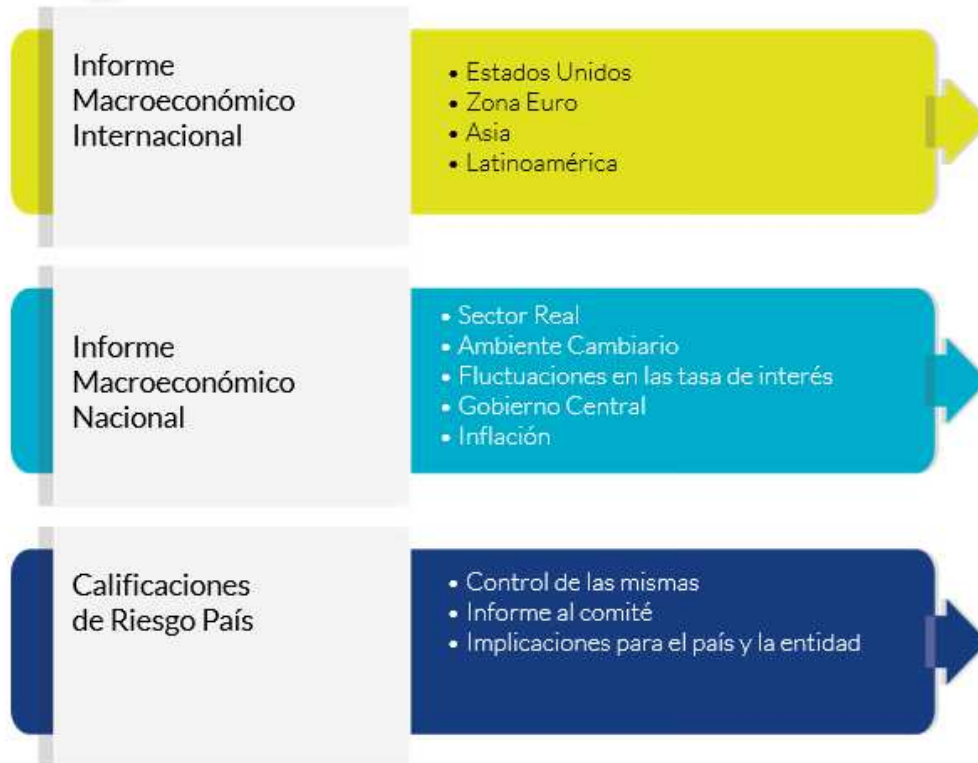 Informe
Macroeconómico
Internacional
• Estados Unidos
• Zona Euro
• Asia
• Latinoamérica
Informe
Macroeconómico
Nacional
• Sector Real
• Ambiente Cambiario
• Fluctuaciones en las tasa de interés
• Gobierno Central
• Inflación
Calificaciones
de Riesgo País
• Control de las mismas
• Informe al comité
• Implicaciones para el país y la entidad